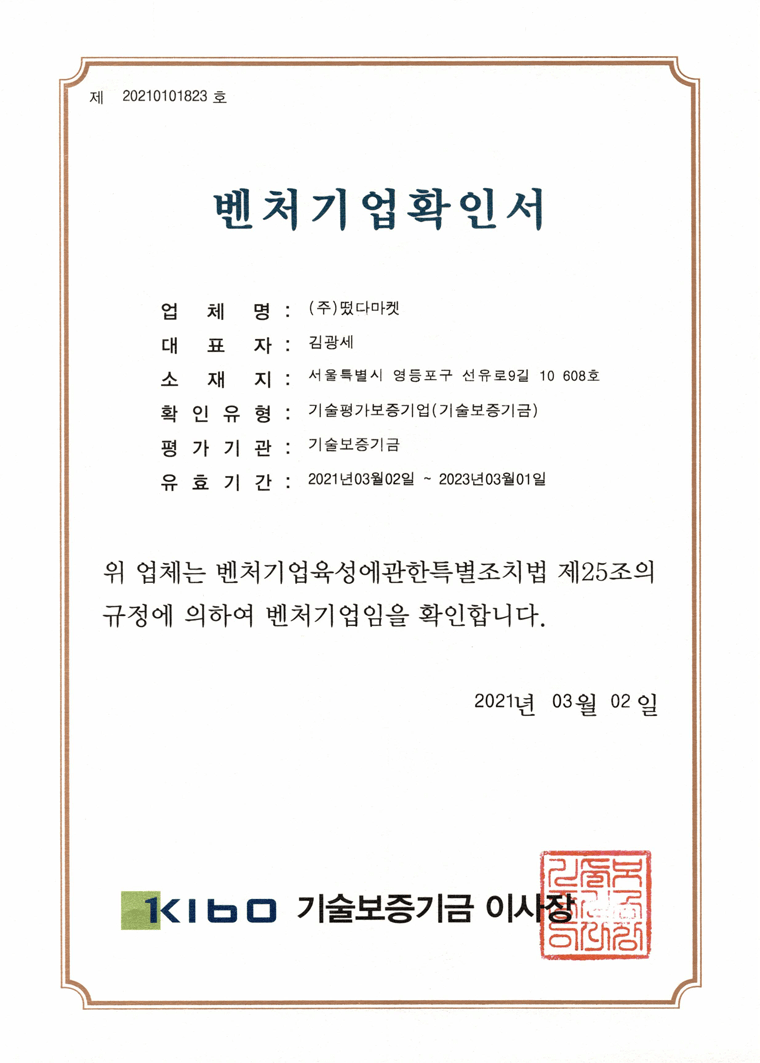 제 20210101823 호
벤처기업확인서
업 체 명 : (주)떴다마켓
대 표 자 : 김광세
소 재 지 : 서울특별시 영등포구 선유로9길 10 608호
확 인 유 형 : 기술평가보증기업(기술보증기금)
평 가 기 관 : 기술보증기금
유 효 기 간 : 2021년03월02일 ~ 2023년03월01일
위 업체는 벤처기업육성에관한특별조치법 제25조의
규정에 의하여 벤처기업임을 확인합니다.
2021년 03월 02일
KIBO 기술보증기금 이사장